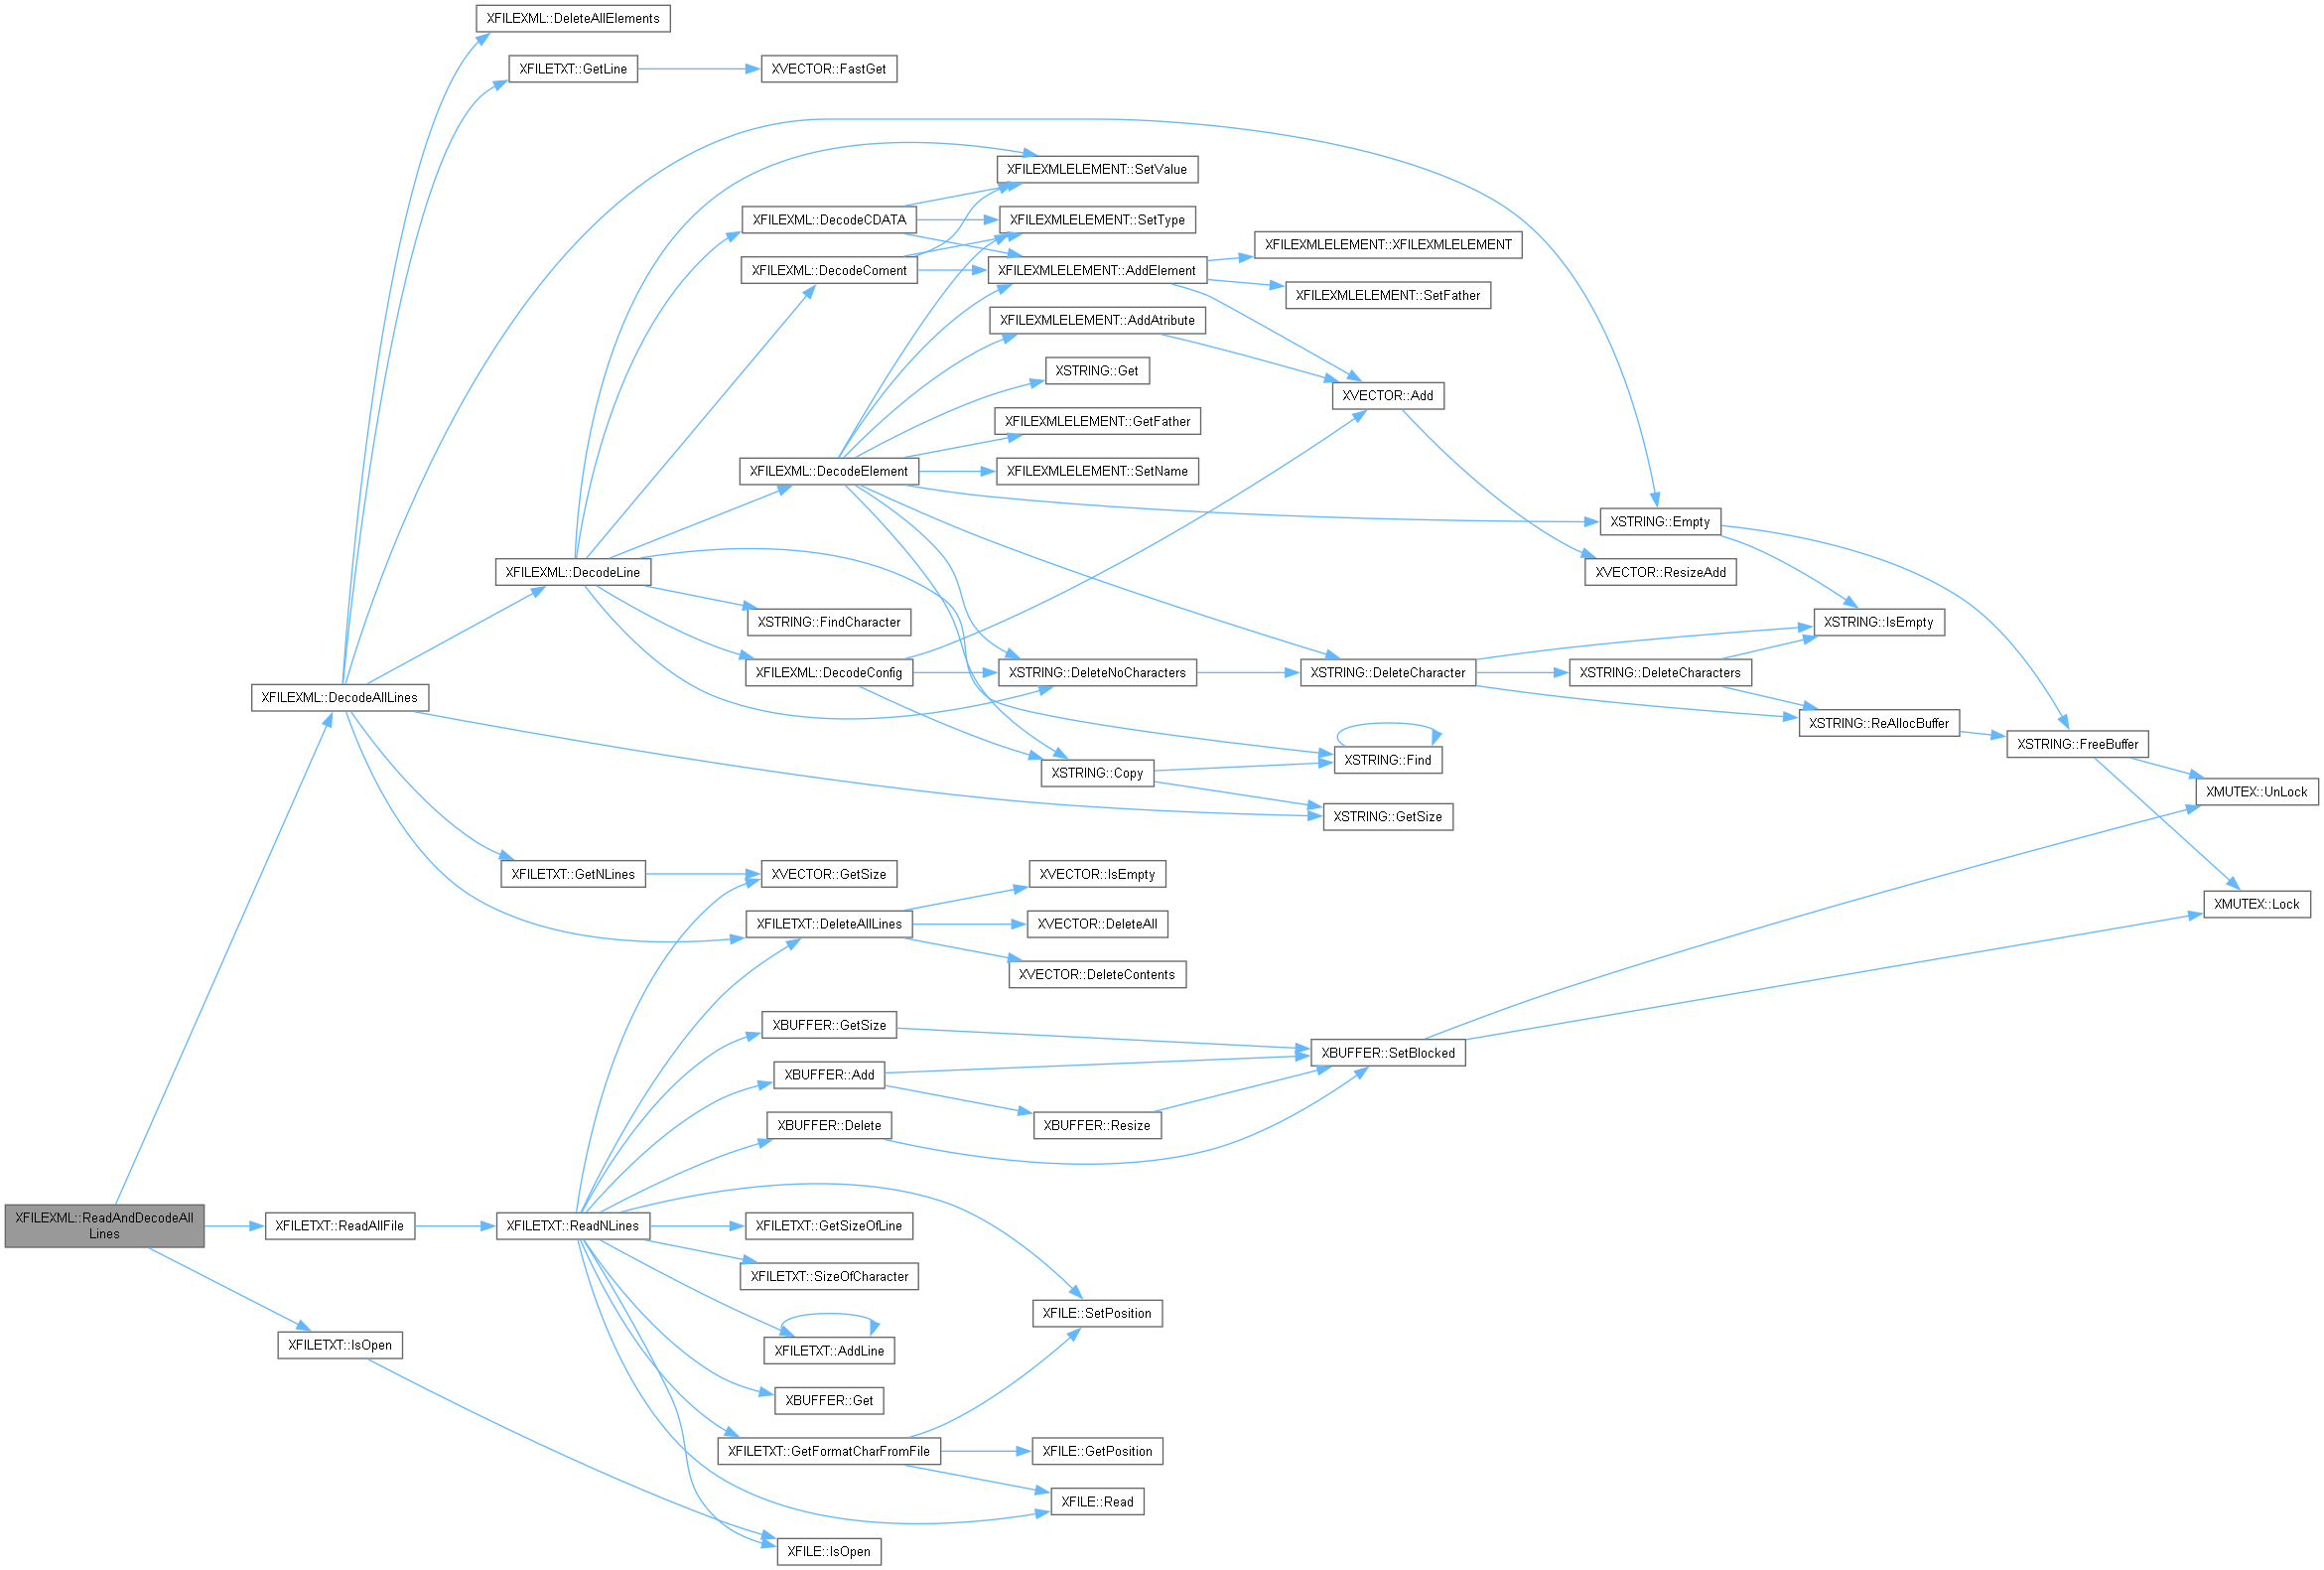 XFILEXML::DeleteAllElements
XFILETXT::GetLine
XVECTOR::FastGet
XFILEXMLELEMENT::SetValue
XFILEXML::DecodeCDATA
XFILEXMLELEMENT::SetType
XFILEXMLELEMENT::XFILEXMLELEMENT
XFILEXML::DecodeComent
XFILEXMLELEMENT::AddElement
XFILEXMLELEMENT::SetFather
XFILEXMLELEMENT::AddAtribute
XSTRING::Get
XVECTOR::Add
XFILEXMLELEMENT::GetFather
XFILEXML::DecodeElement
XFILEXMLELEMENT::SetName
XSTRING::Empty
XFILEXML::DecodeLine
XVECTOR::ResizeAdd
XSTRING::FindCharacter
XSTRING::IsEmpty
XFILEXML::DecodeConfig
XSTRING::DeleteNoCharacters
XSTRING::DeleteCharacter
XSTRING::DeleteCharacters
XFILEXML::DecodeAllLines
XSTRING::ReAllocBuffer
XSTRING::FreeBuffer
XSTRING::Find
XSTRING::Copy
XMUTEX::UnLock
XSTRING::GetSize
XFILETXT::GetNLines
XVECTOR::GetSize
XVECTOR::IsEmpty
XMUTEX::Lock
XFILETXT::DeleteAllLines
XVECTOR::DeleteAll
XVECTOR::DeleteContents
XBUFFER::GetSize
XBUFFER::SetBlocked
XBUFFER::Add
XBUFFER::Delete
XBUFFER::Resize
XFILEXML::ReadAndDecodeAll
Lines
XFILETXT::ReadAllFile
XFILETXT::ReadNLines
XFILETXT::GetSizeOfLine
XFILETXT::SizeOfCharacter
XFILE::SetPosition
XFILETXT::IsOpen
XFILETXT::AddLine
XBUFFER::Get
XFILETXT::GetFormatCharFromFile
XFILE::GetPosition
XFILE::Read
XFILE::IsOpen